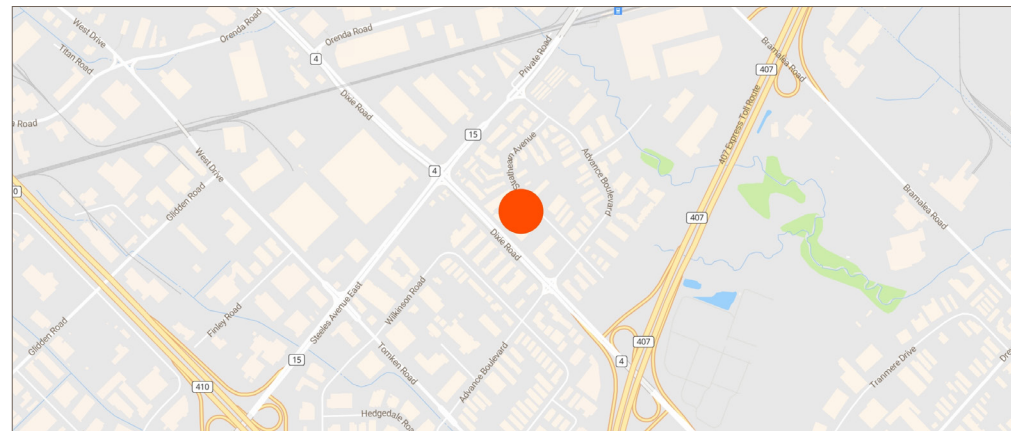 West Drive
Titan Road
Orenda Road
Orenda Road
4
Dixie Road
Private Road
15
4
407
Bramalea Road
407 Express Toll Route
Advance Boulevard
West Drive
Glidden Road
Road
0
407
Bramalea Road
Dixie Road
Wilkinson Road
Steeles Avenue East
Finley Road
Glidden Road
Tomken Road
Advance Boulevard
15
410
407
4
Tranmere Drive
Hedgedale Road